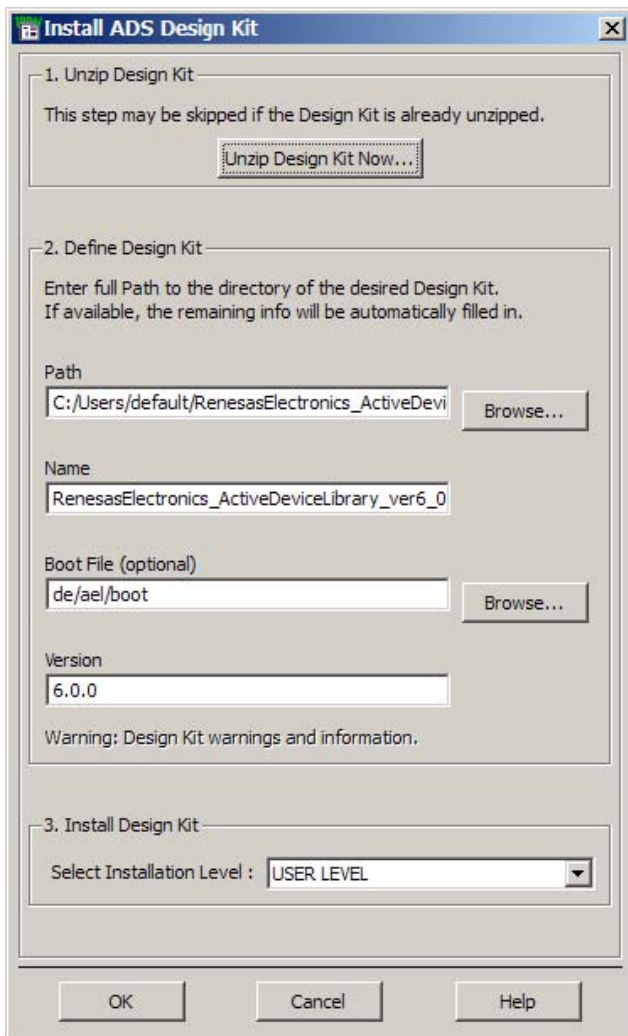 Install ADS Design Kit
1. Unzip Design Kit
This step may be skipped if the Design Kit is already unzipped.
Unzip Design Kit Now...
2. Define Design Kit
Enter full Path to the directory of the desired Design Kit.
If available, the remaining info will be automatically filled in.
Path
C:/Users/default/RenesasElectronics_ActiveDevi
Browse...
Name
RenesasElectronics_ActiveDeviceLibrary_ver6_0
Boot File (optional)
de/ael/boot
Browse...
Version
6.0.0
Warning: Design Kit warnings and information.
3. Install Design Kit
Select Installation Level : USER LEVEL
OK Cancel Help